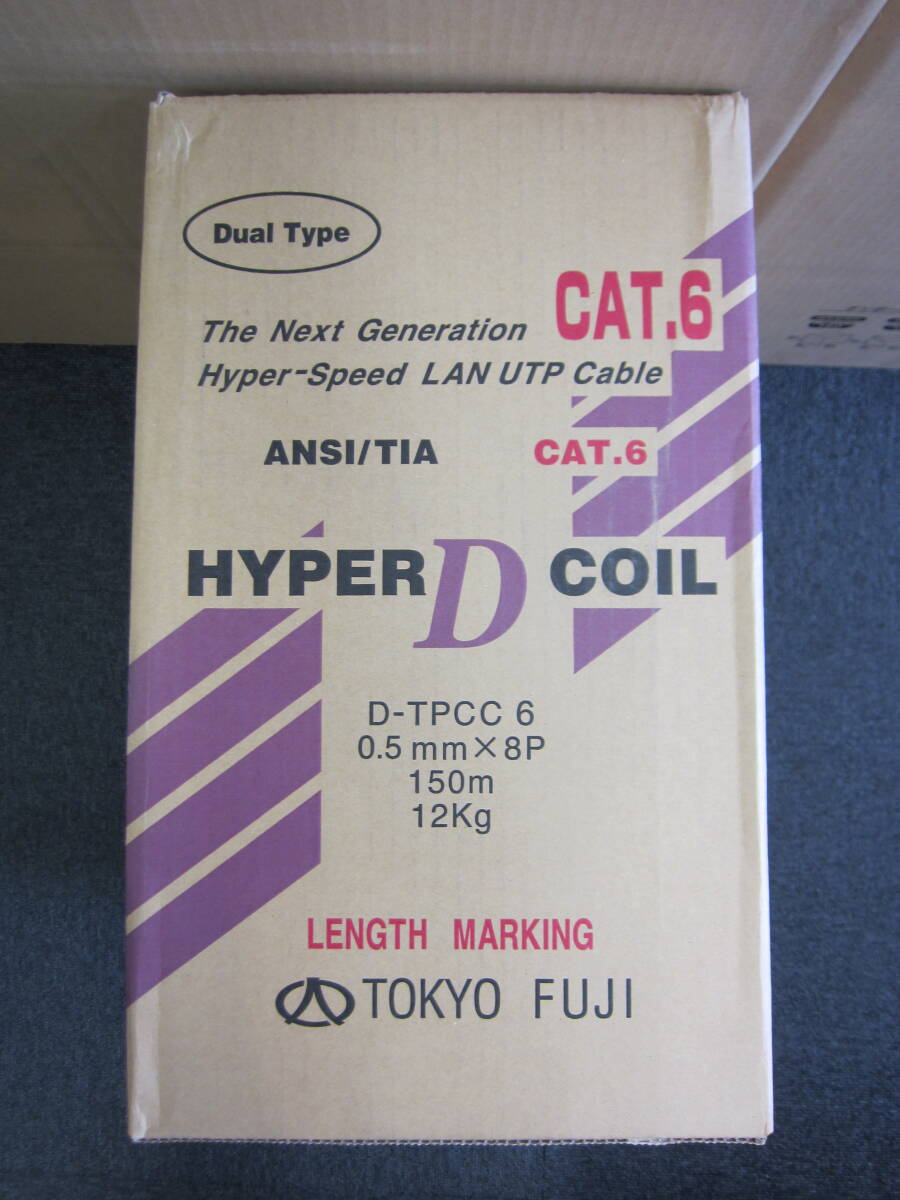 Dual Type
The Next Generation CAT.6
Hyper-Speed LAN UTP Cable
ANSI/TIA CAT.6
HYPER D COIL
D-TPCC 6
0.5 mm×8P
150m
12Kg
LENGTH MARKING
TOKYO FUJI